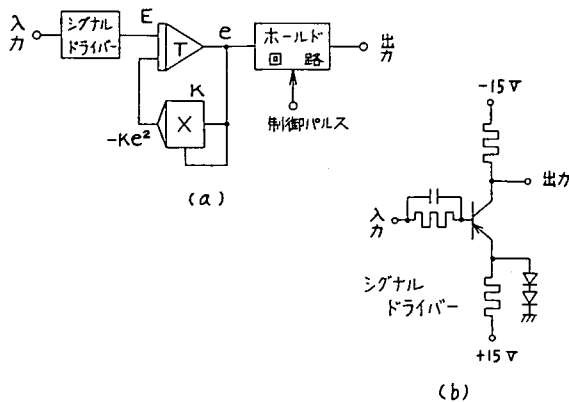 入力
シグナル
ドライバー
E
T
e
ホールド
回路
出力
K
X
-Ke²
制御パルス
(a)
-15V
出力
入力
シグナル
ドライバー
+15V
(b)